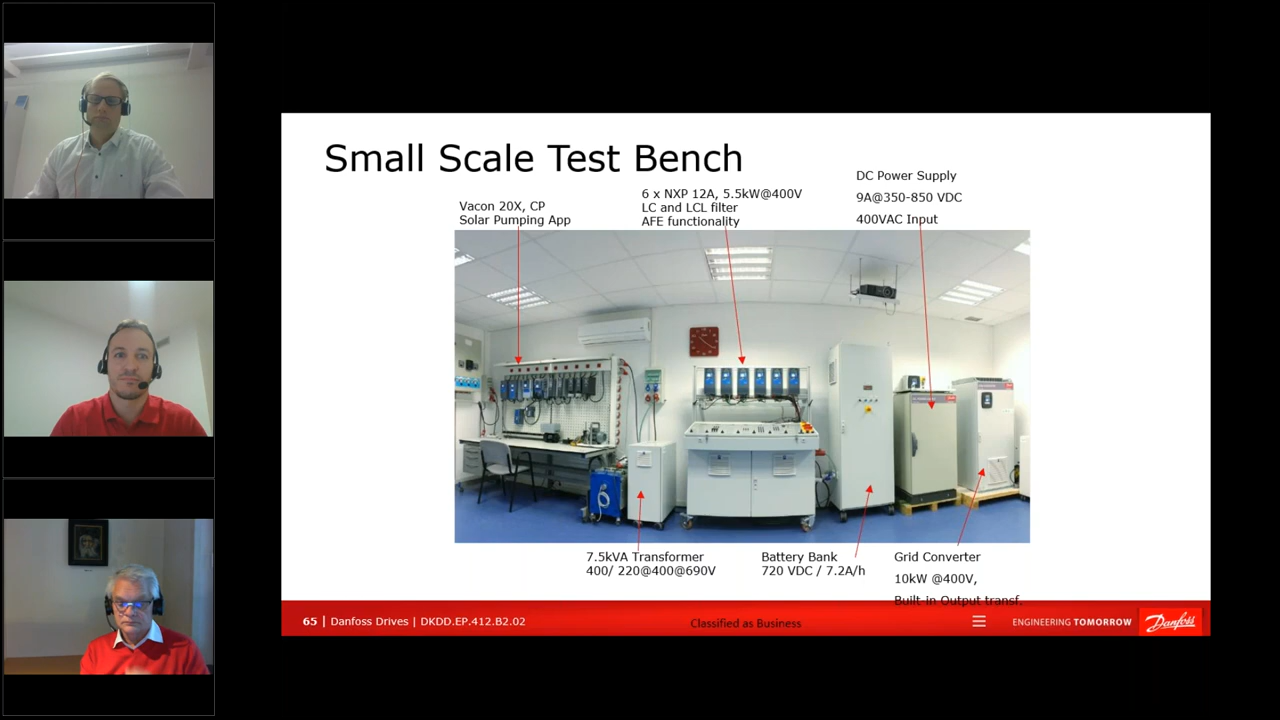 Small Scale Test Bench
Vacon 20X, CP
Solar Pumping App
6 x NXP 12A, 5.5kW@400V
LC and LCL filter
AFE functionality
DC Power Supply
9A@350-850 VDC
400VAC Input
7.5kVA Transformer
400/ 220@400@690V
Battery Bank
720 VDC / 7.2A/h
Grid Converter
10kW @400V,
Built-in Output transf.
65 | Danfoss Drives | DKDD.EP.412.B2.02
Classified as Business
ENGINEERING TOMORROW
Danfoss